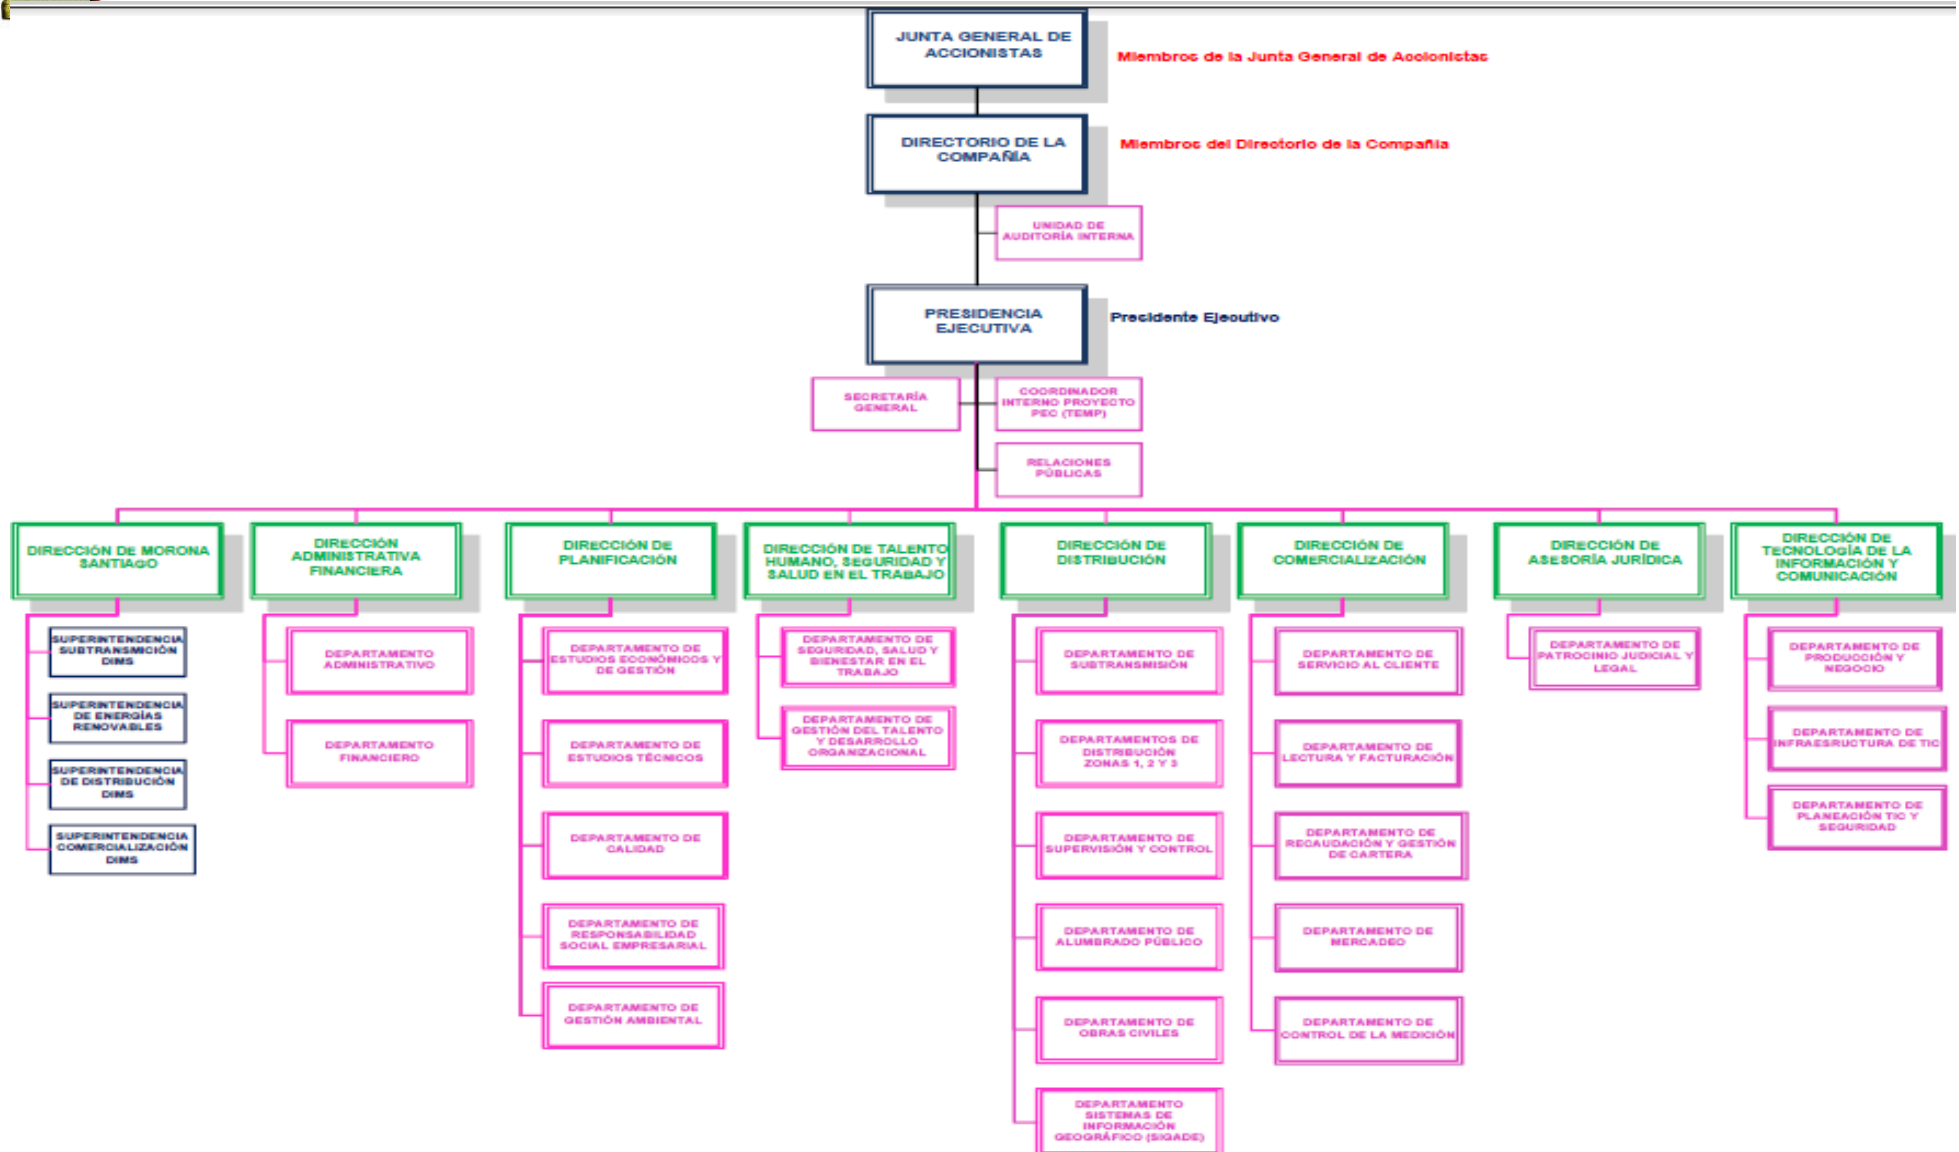 JUNTA GENERAL DE
ACCIONISTAS
Miembros de la Junta General de Accionistas
DIRECTORIO DE LA
COMPAÑÍA
Miembros del Directorio de la Compañía
UNIDAD DE
AUDITORÍA INTERNA
PRESIDENCIA
EJECUTIVA
Presidente Ejecutivo
SECRETARÍA
GENERAL
COORDINADOR
INTERNO PROYECTO
PEC (TEMP)
RELACIONES
PÚBLICAS
DIRECCIÓN DE MORONA
SANTIAGO
SUPERINTENDENCIA
SUBTRANSMICIÓN
DIMS
SUPERINTENDENCIA
DE ENERGÍAS
RENOVABLES
SUPERINTENDENCIA
DE DISTRIBUCIÓN
DIMS
SUPERINTENDENCIA
COMERCIALIZACIÓN
DIMS
DIRECCIÓN
ADMINISTRATIVA
FINANCIERA
DEPARTAMENTO
ADMINISTRATIVO
DEPARTAMENTO
FINANCIERO
DIRECCIÓN DE
PLANIFICACIÓN
DEPARTAMENTO DE
ESTUDIOS ECONÓMICOS Y
DE GESTIÓN
DEPARTAMENTO DE
ESTUDIOS TÉCNICOS
DEPARTAMENTO DE
CALIDAD
DEPARTAMENTO DE
RESPONSABILIDAD
SOCIAL EMPRESARIAL
DEPARTAMENTO DE
GESTIÓN AMBIENTAL
DIRECCIÓN DE TALENTO
HUMANO, SEGURIDAD Y
SALUD EN EL TRABAJO
DEPARTAMENTO DE
SEGURIDAD, SALUD Y
BIENESTAR EN EL
TRABAJO
DEPARTAMENTO DE
GESTIÓN DEL TALENTO
Y DESARROLLO
ORGANIZACIONAL
DIRECCIÓN DE
DISTRIBUCIÓN
DEPARTAMENTO DE
SUBTRANSMISIÓN
DEPARTAMENTOS DE
DISTRIBUCIÓN
ZONAS 1, 2 Y 3
DEPARTAMENTO DE
SUPERVISIÓN Y CONTROL
DEPARTAMENTO DE
ALUMBRADO PÚBLICO
DEPARTAMENTO DE
OBRAS CIVILES
DEPARTAMENTO
SISTEMAS DE
INFORMACIÓN
GEOGRÁFICO (SIGADE)
DIRECCIÓN DE
COMERCIALIZACIÓN
DEPARTAMENTO DE
SERVICIO AL CLIENTE
DEPARTAMENTO DE
LECTURA Y FACTURACIÓN
DEPARTAMENTO DE
RECAUDACIÓN Y GESTIÓN
DE CARTERA
DEPARTAMENTO DE
MERCADEO
DEPARTAMENTO DE
CONTROL DE LA MEDICIÓN
DIRECCIÓN DE
ASESORÍA JURÍDICA
DEPARTAMENTO DE
PATROCINIO JUDICIAL Y
LEGAL
DIRECCIÓN DE
TECNOLOGÍA DE LA
INFORMACIÓN Y
COMUNICACIÓN
DEPARTAMENTO DE
PRODUCCIÓN Y
NEGOCIO
DEPARTAMENTO DE
INFRAESRUCTURA DE TIC
DEPARTAMENTO DE
PLANEACIÓN TIC Y
SEGURIDAD